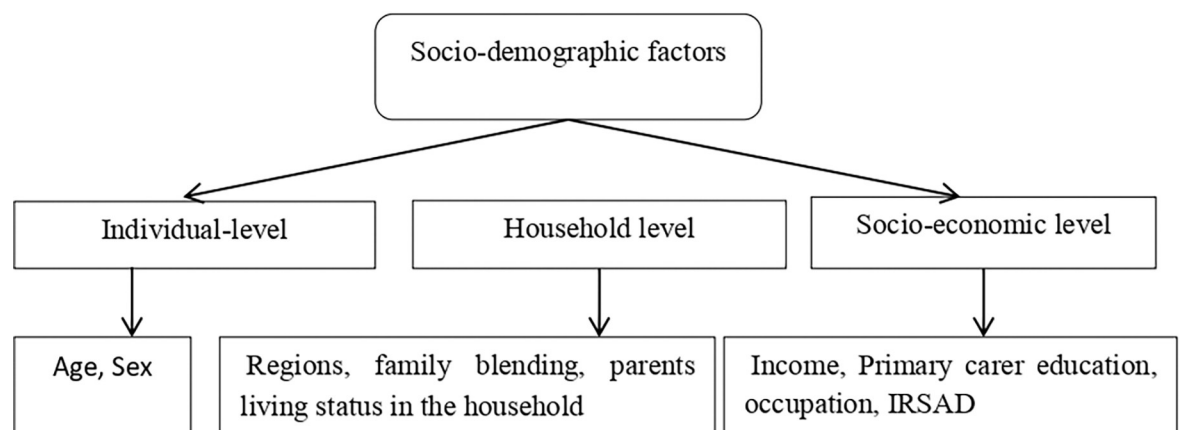 Socio-demographic factors
Individual-level
Household level
Socio-economic level
Age, Sex
Regions, family blending, parents
living status in the household
Income, Primary carer education,
occupation, IRSAD